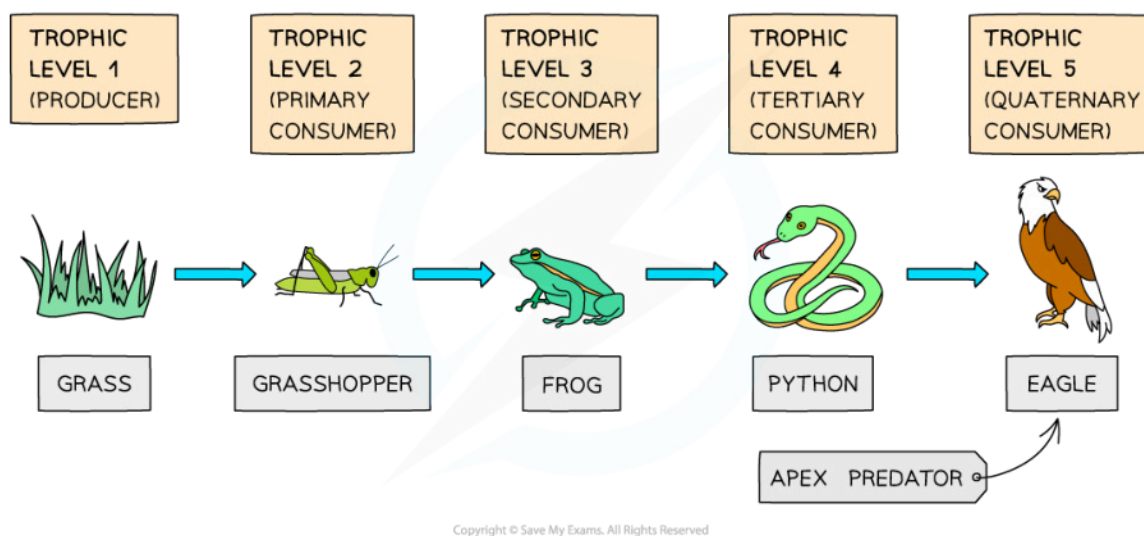 TROPHIC
LEVEL 1
(PRODUCER)
TROPHIC
LEVEL 2
(PRIMARY
CONSUMER)
TROPHIC
LEVEL 3
(SECONDARY
CONSUMER)
TROPHIC
LEVEL 4
(TERTIARY
CONSUMER)
TROPHIC
LEVEL 5
(QUATERNARY
CONSUMER)
GRASS
GRASSHOPPER
FROG
PYTHON
EAGLE
APEX PREDATOR
Copyright © Save My Exams. All Rights Reserved